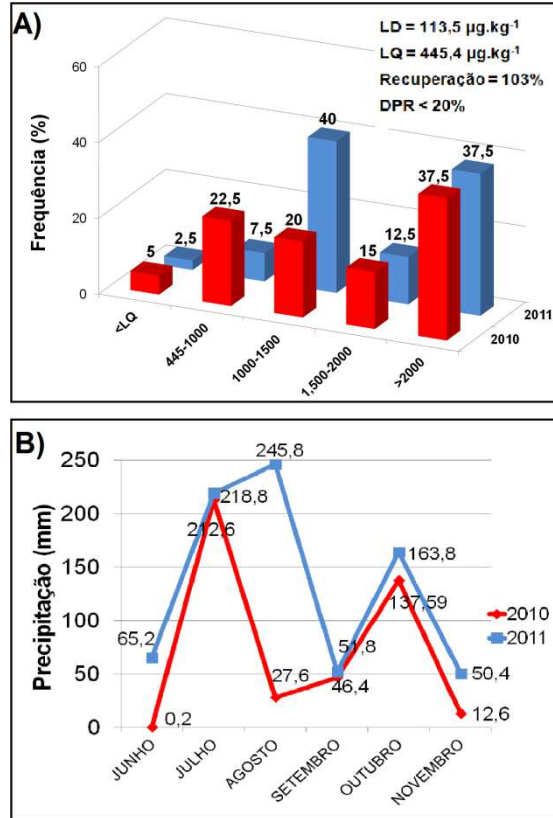 A)
LD = 113,5 µg.kg⁻¹
LQ = 445,4 µg.kg⁻¹
Recuperação = 103%
DPR < 20%
Frequência (%)
60
40
20
0
5
22,5
20
15
37,5
2,5
7,5
40
12,5
37,5
<LQ
445-1000
1000-1500
1,500-2000
>2000
2010
2011
B)
Precipitação (mm)
250
200
150
100
50
0
65,2
218,8
245,8
51,8
163,8
50,4
0,2
212,6
27,6
46,4
137,59
12,6
2010
2011
JUNHO
JULHO
AGOSTO
SETEMBRO
OUTUBRO
NOVEMBRO